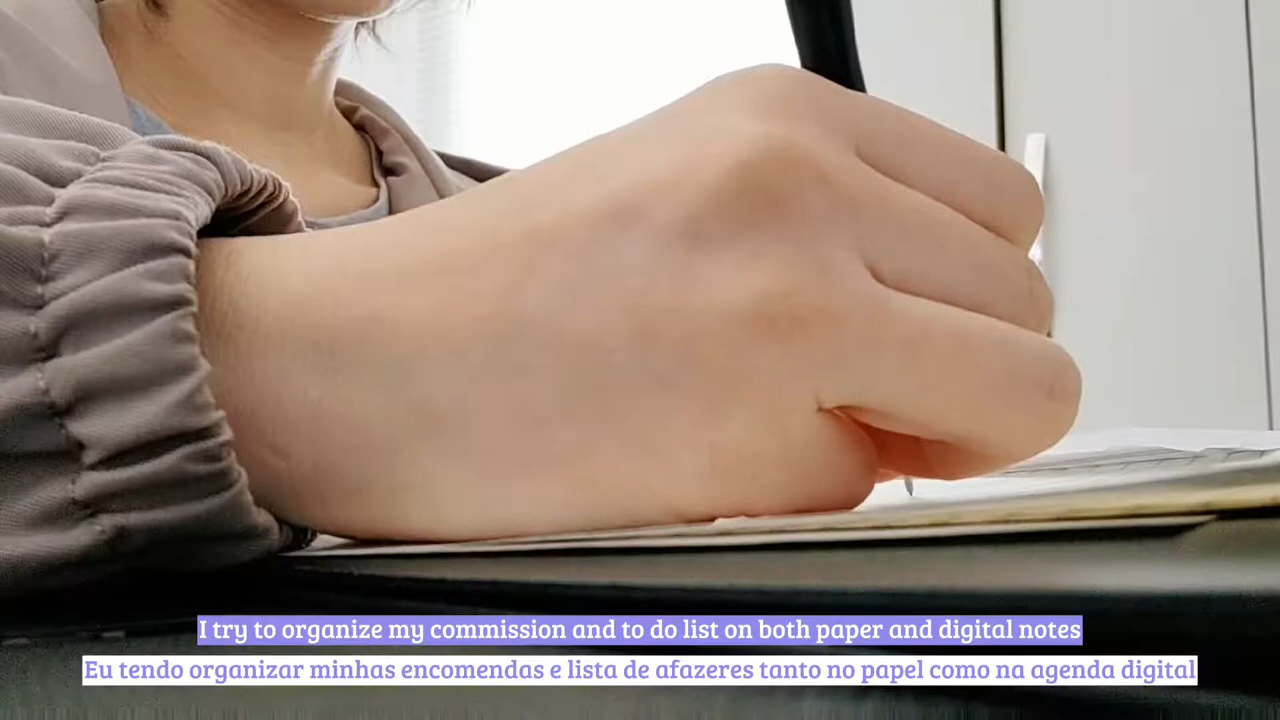 I try to organize my commission and to do list on both paper and digital notes
Eu tendo organizar minhas encomendas e lista de afazeres tanto no papel como na agenda digital